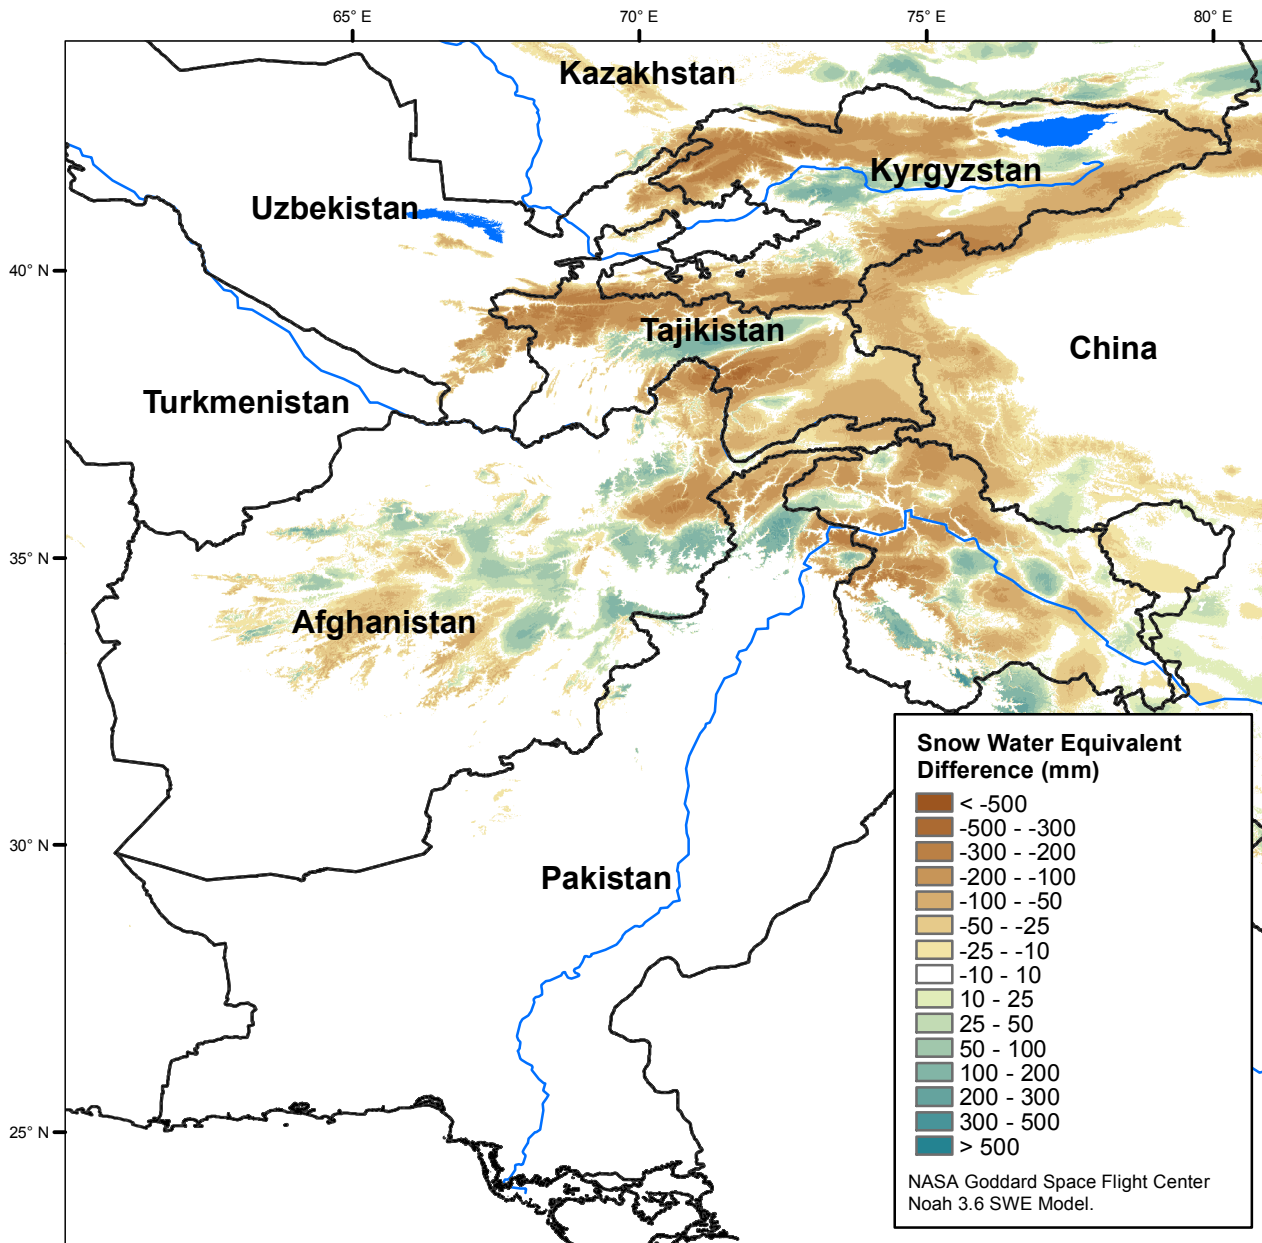 65° E
70° E
75° E
80° E
Kazakhstan
Kyrgyzstan
Uzbekistan
40° N
Tajikistan
China
Turkmenistan
35° N
Afghanistan
Snow Water Equivalent
Difference (mm)
< -500
-500 - -300
-300 - -200
-200 - -100
-100 - -50
-50 - -25
-25 - -10
-10 - 10
10 - 25
25 - 50
50 - 100
100 - 200
200 - 300
300 - 500
> 500
NASA Goddard Space Flight Center
Noah 3.6 SWE Model.
30° N
Pakistan
25° N